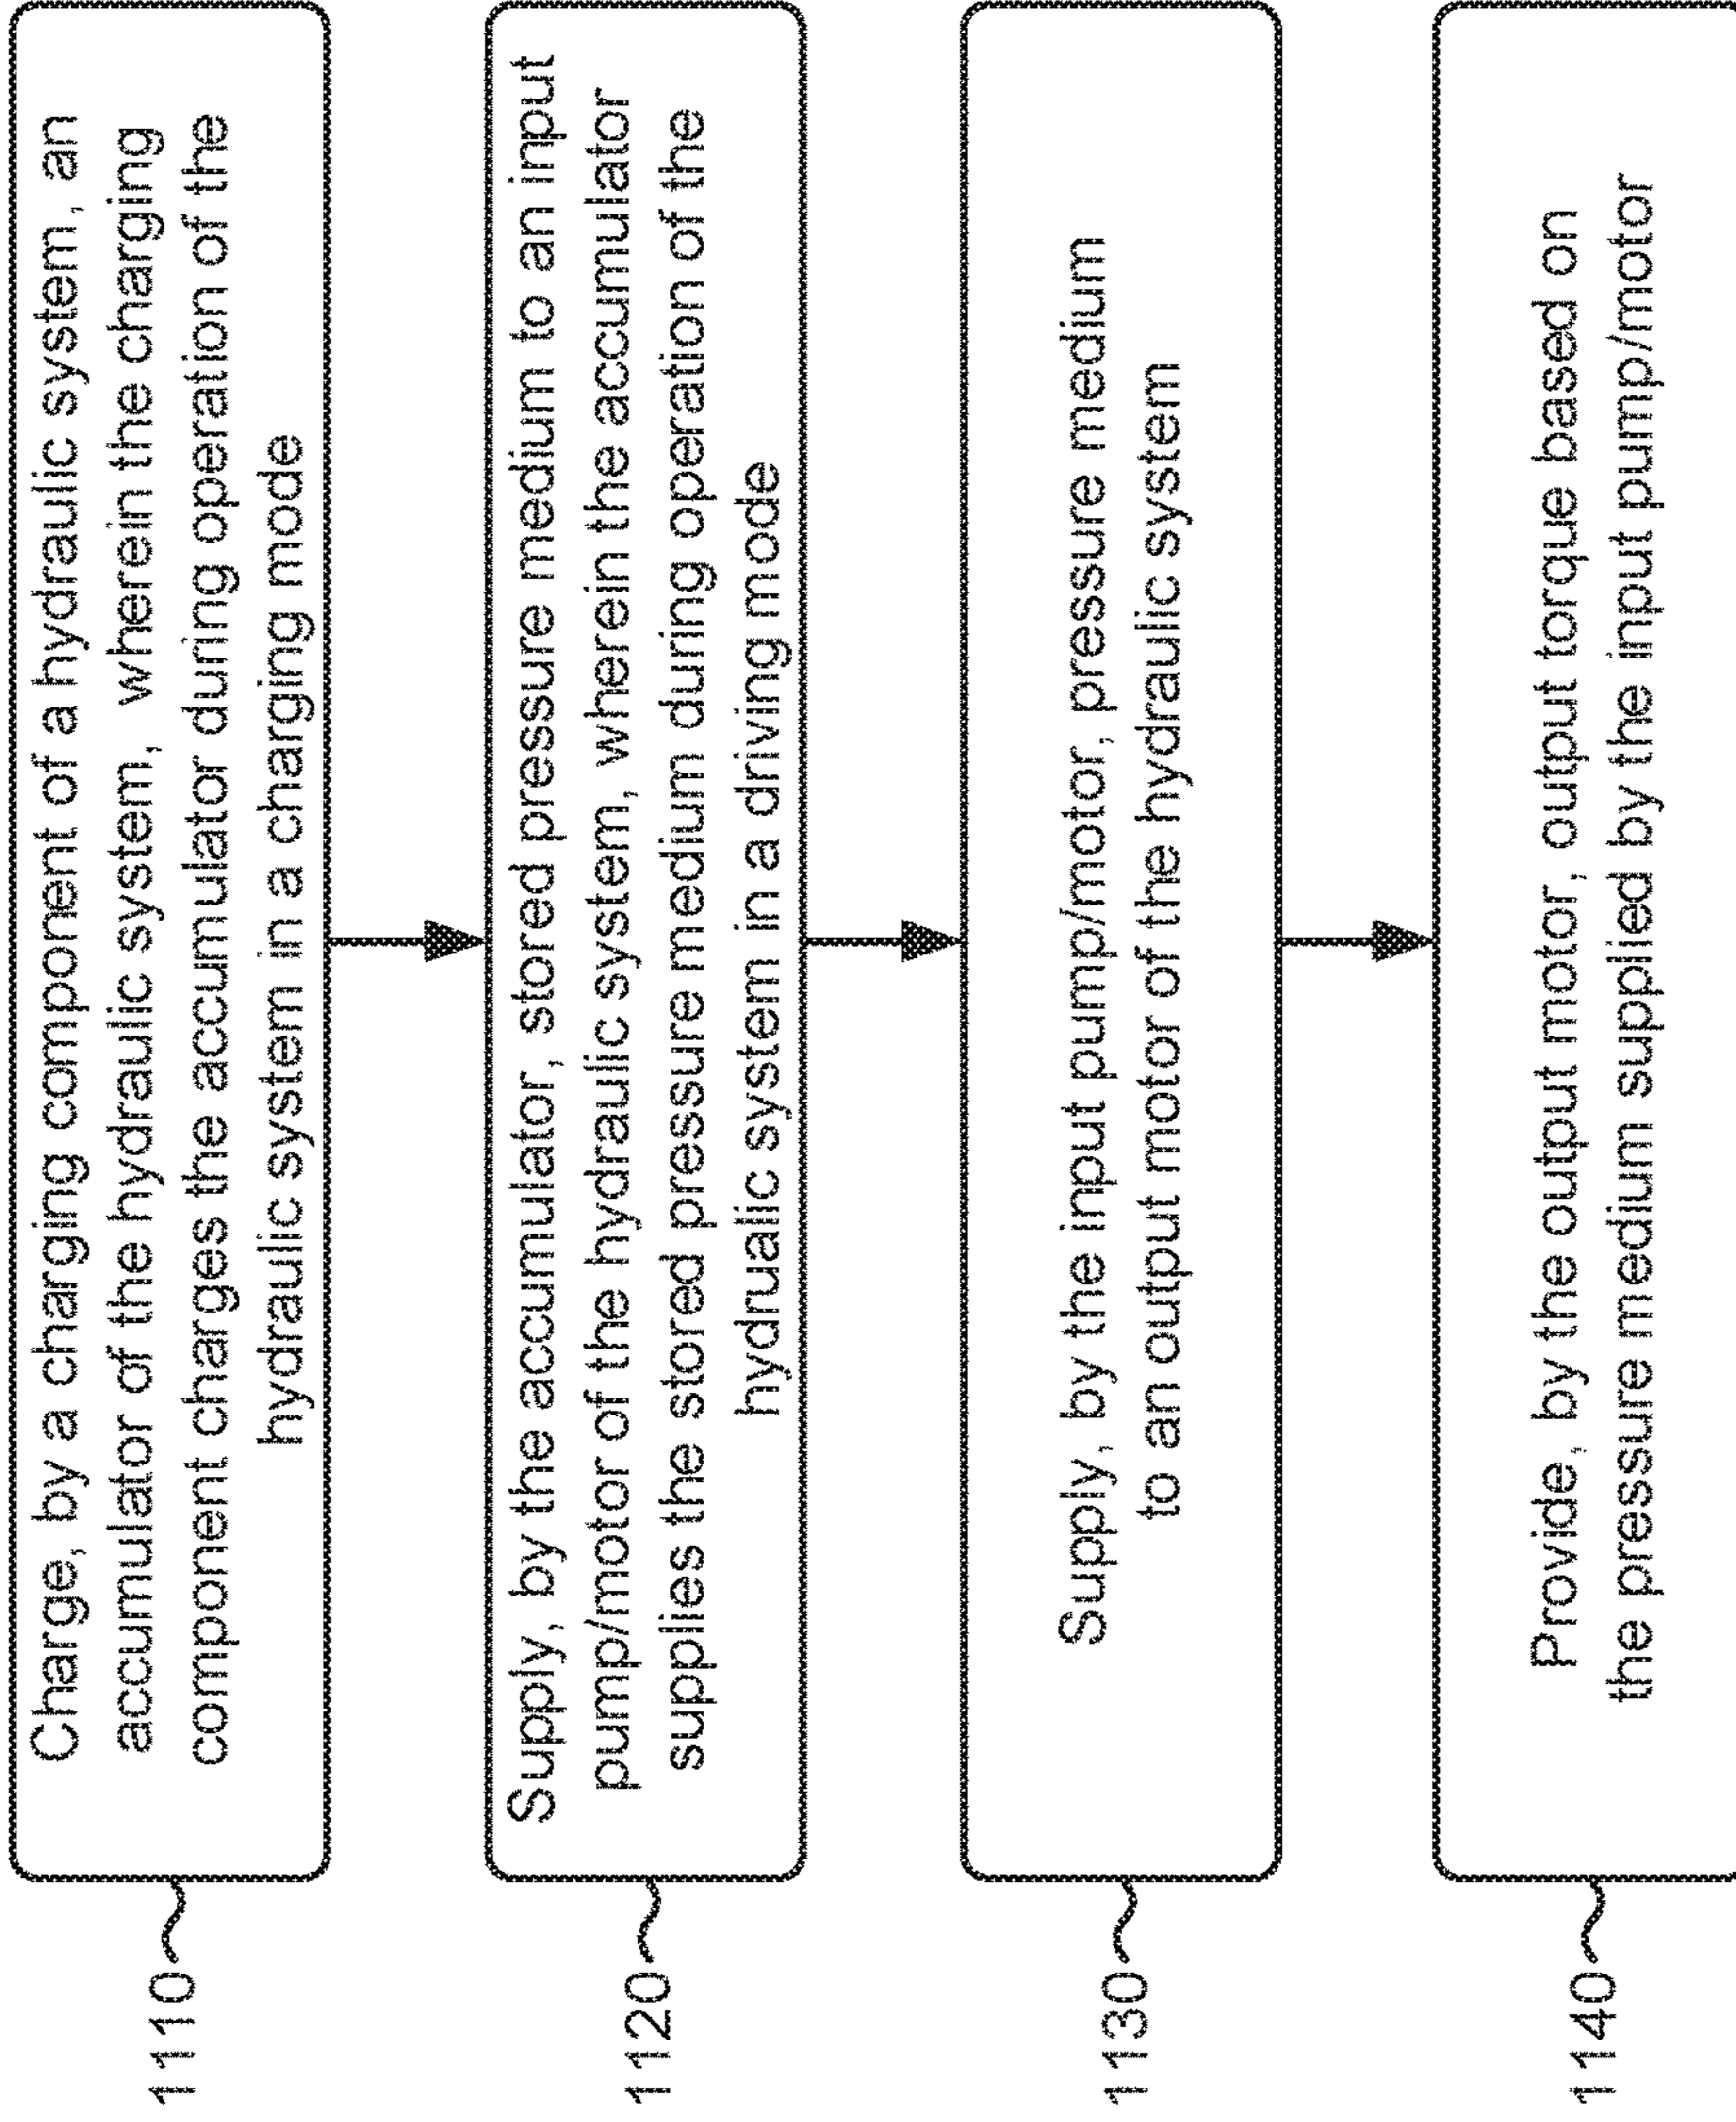 1110
Charge, by a charging component of a hydraulic system, an
accumulator of the hydraulic system, wherein the charging
component charges the accumulator during operation of the
hydraulic system in a charging mode
1120
Supply, by the accumulator, stored pressure medium to an input
pump/motor of the hydraulic system, wherein the accumulator
supplies the stored pressure medium during operation of the
hydrualic system in a driving mode
1130
Supply, by the input pump/motor, pressure medium
to an output motor of the hydraulic system
1140
Provide, by the output motor, output torque based on
the pressure medium supplied by the input pump/motor